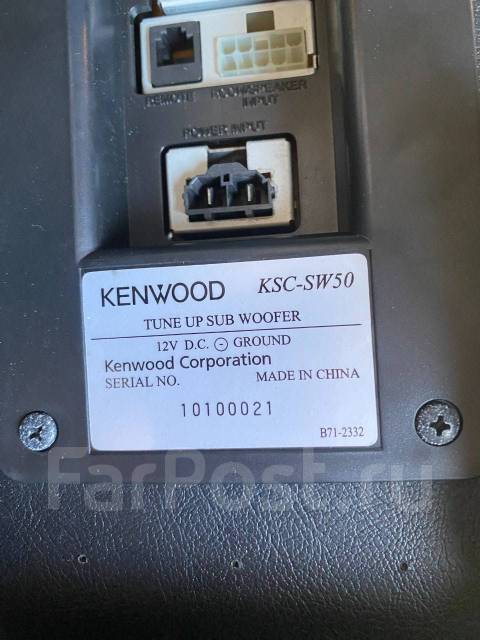 REMOTE
ROOM/SPEAKER
INPUT
POWER INPUT
KENWOOD KSC-SW50
TUNE UP SUB WOOFER
12V D.C. ⊖ GROUND
Kenwood Corporation
SERIAL NO. MADE IN CHINA
10100021
B71-2332
FarPost.ru